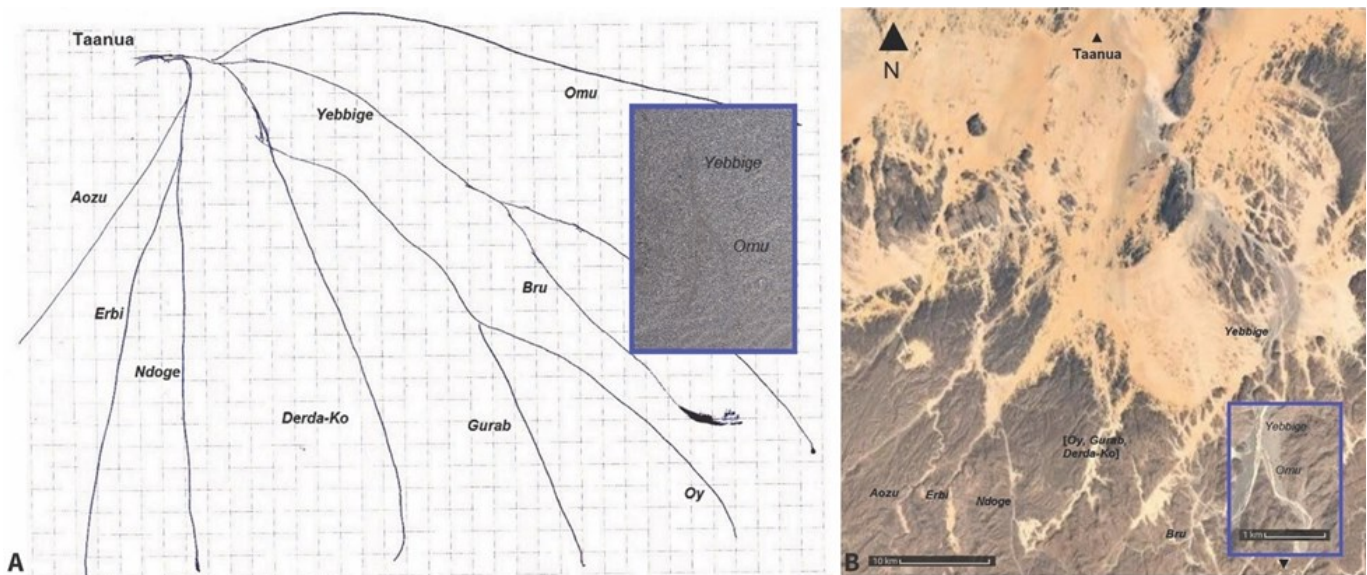 Taanua
Omu
Yebbige
Yebbige
Aozu
Omu
Bru
Erbi
Ndoge
Derda-Ko
Gurab
Oy
A
N
Taanua
Yebbige
Yebbige
[Oy, Gurab,
Derda-Ko]
Omu
Aozu
Erbi
Ndoge
Bru
1 km
10 km
B